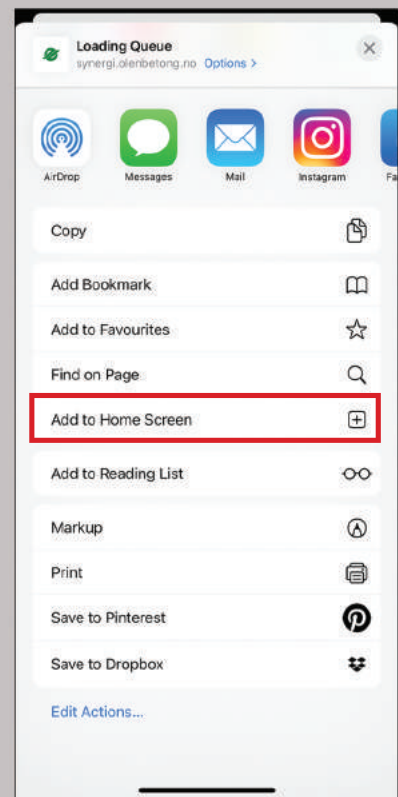 Loading Queue
synergi.olenbetong.no Options >
AirDrop Messages Mail Instagram Fa
Copy
Add Bookmark
Add to Favourites
Find on Page
Add to Home Screen
Add to Reading List
Markup
Print
Save to Pinterest
Save to Dropbox
Edit Actions...